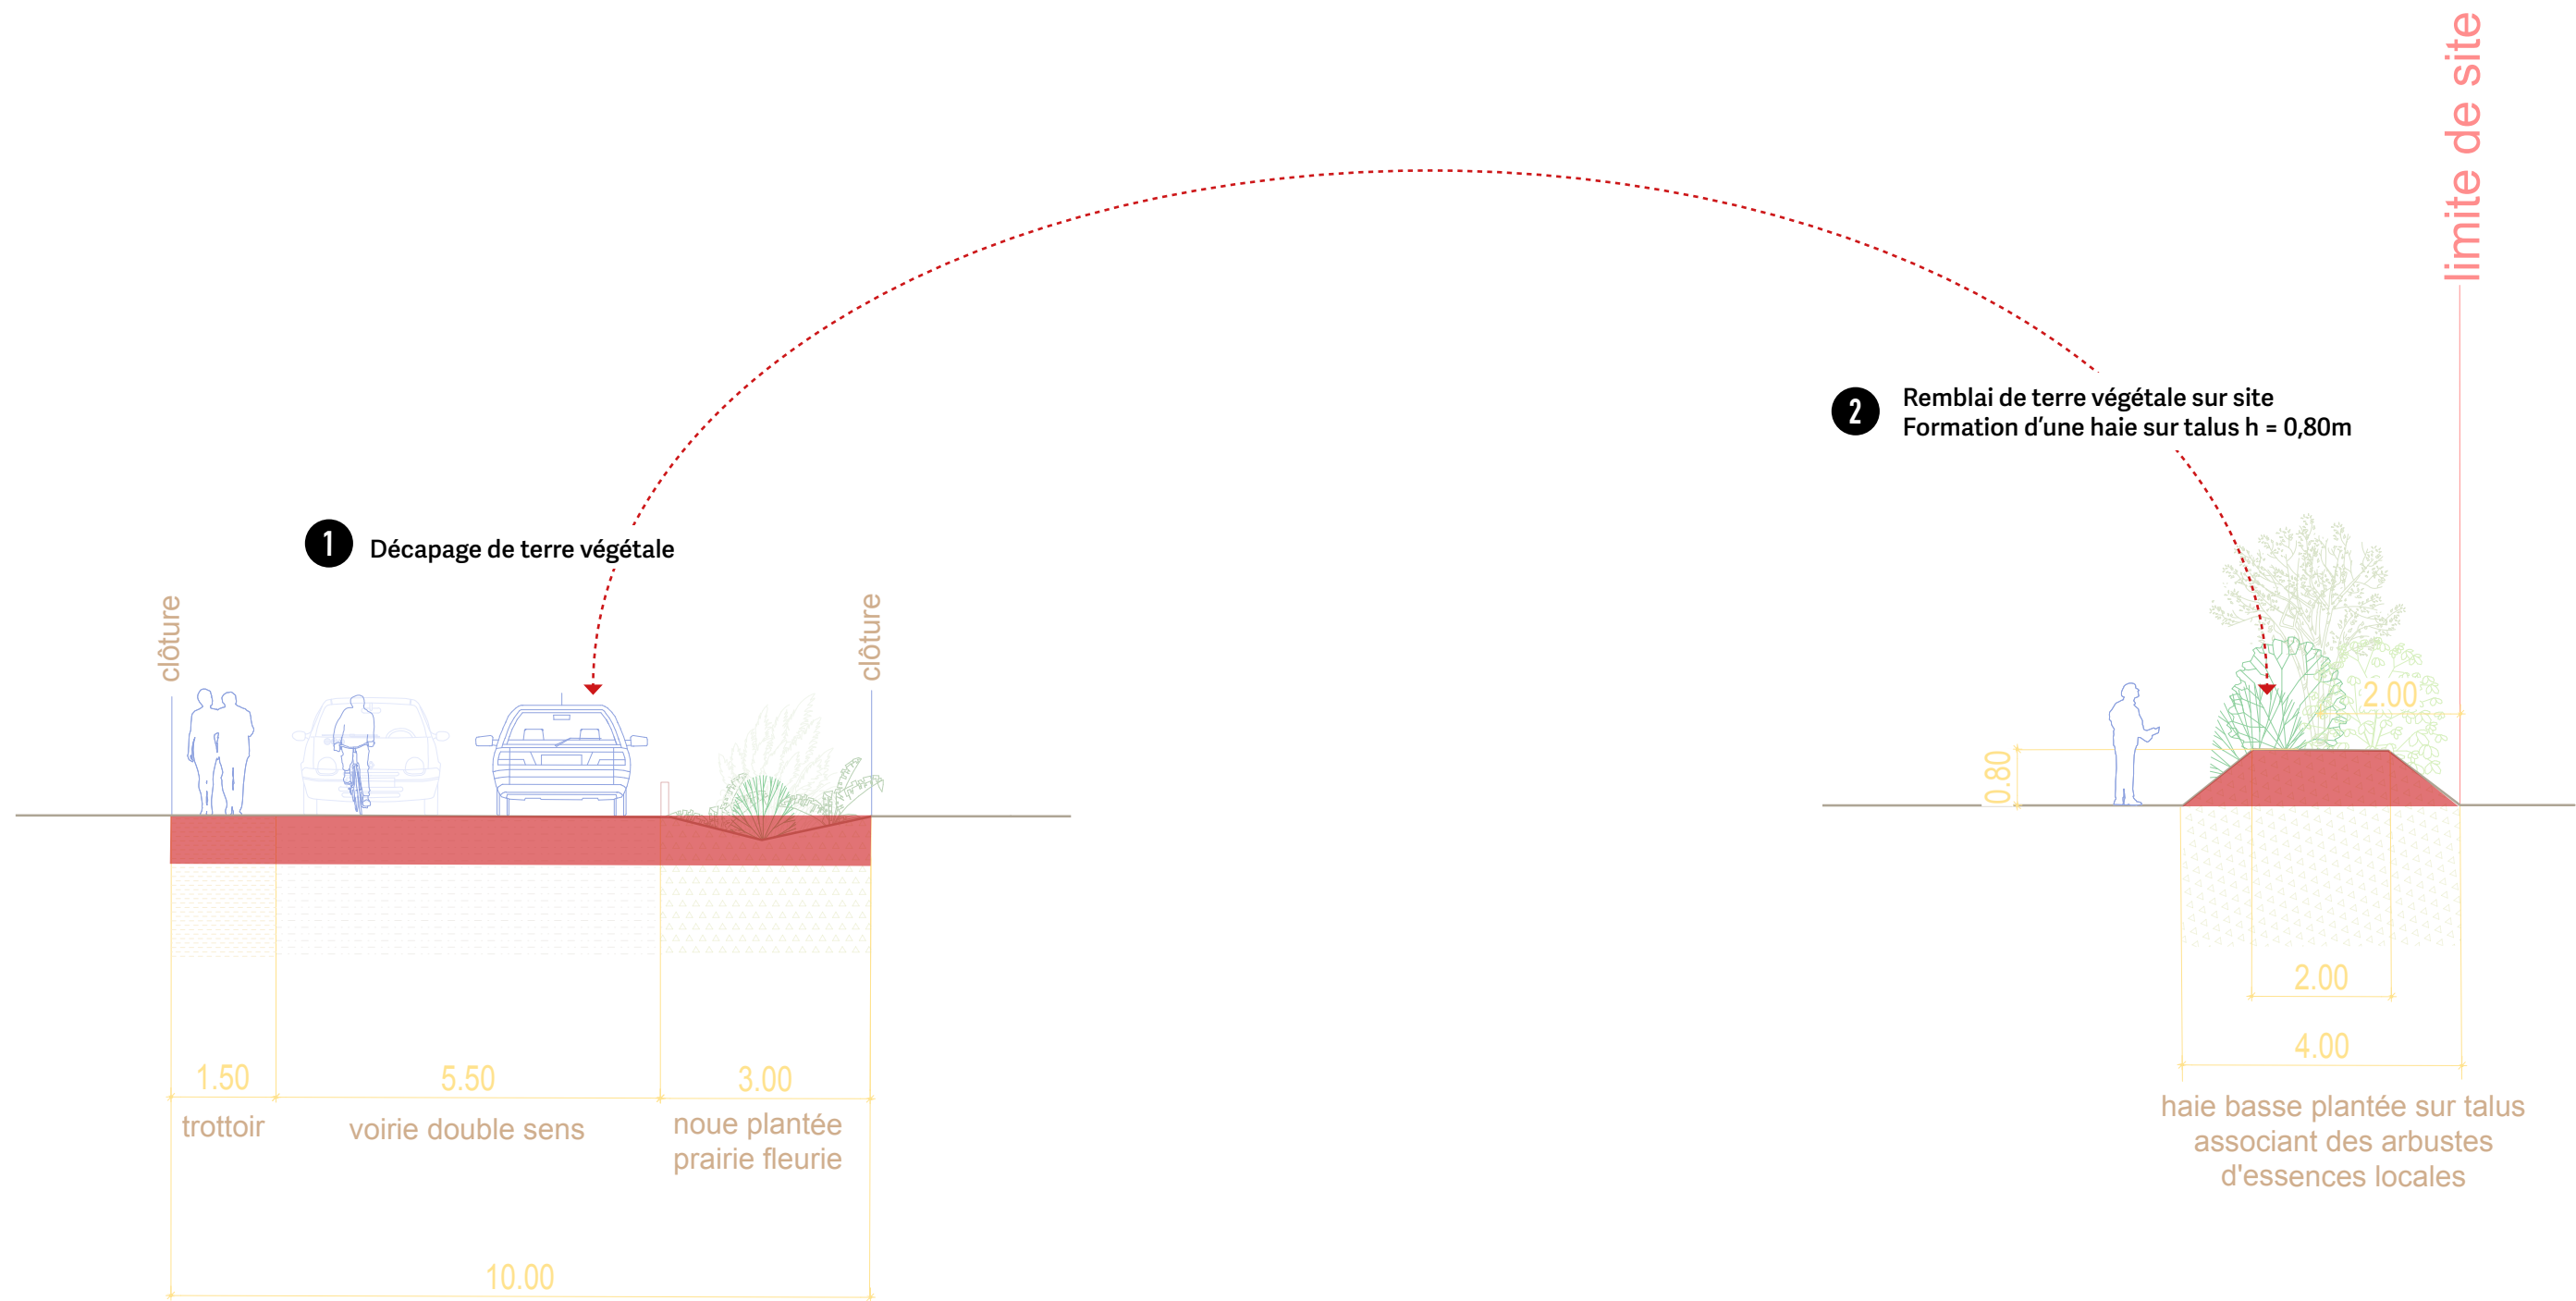 limite de site
2
Remblai de terre végétale sur site
Formation d’une haie sur talus h = 0,80m
1
Décapage de terre végétale
clôture
clôture
2.00
0.80
2.00
4.00
1.50
5.50
3.00
trottoir
voirie double sens
noue plantée
prairie fleurie
haie basse plantée sur talus
associant des arbustes
d'essences locales
10.00